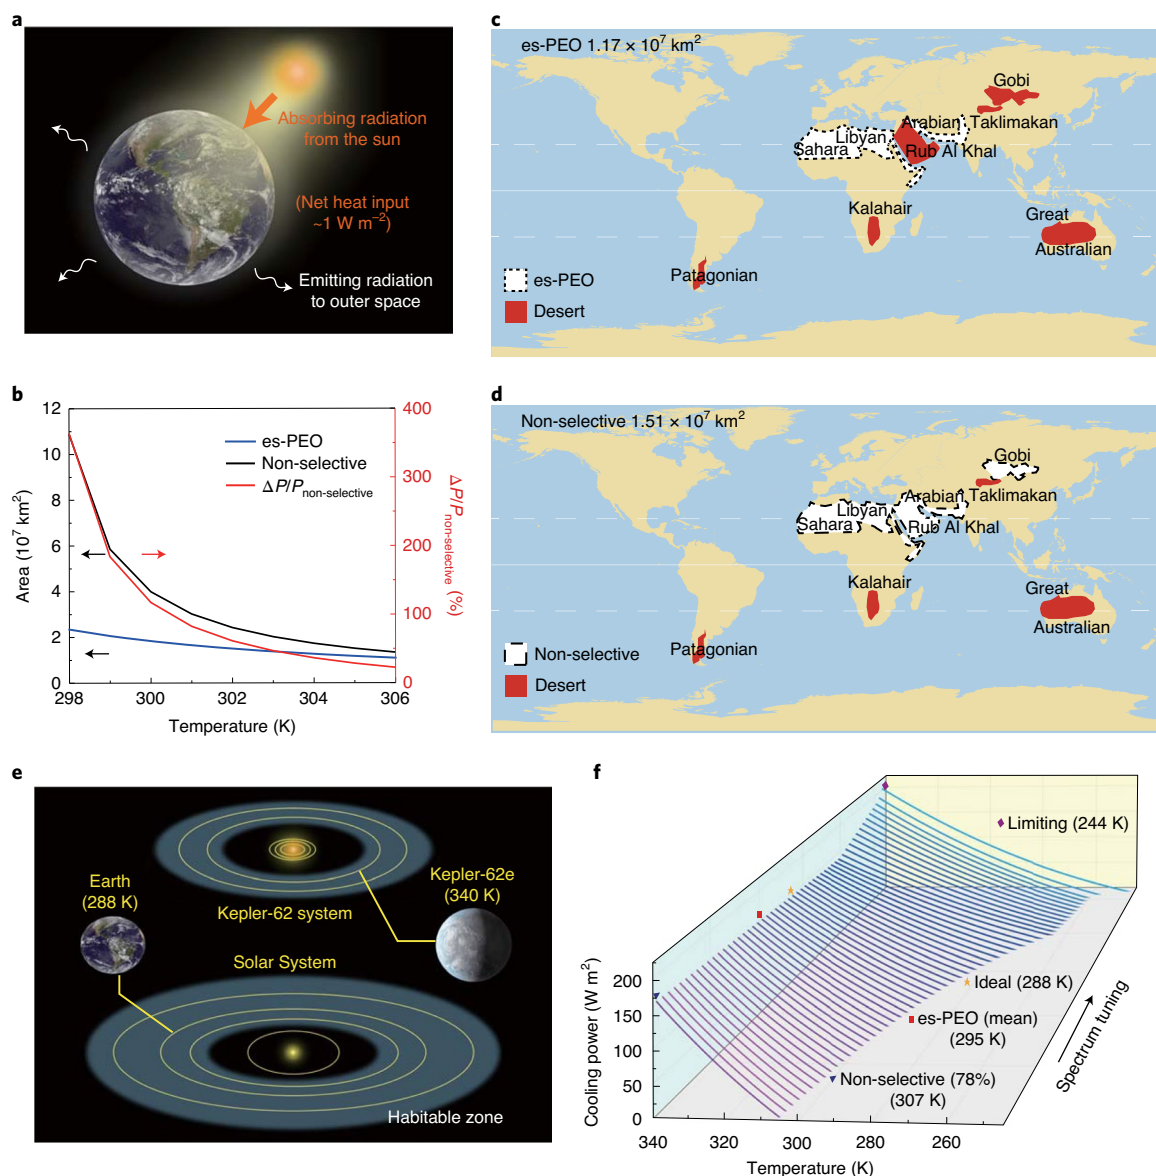 a
Absorbing radiation
from the sun
(Net heat input
~1 W m⁻²)
Emitting radiation
to outer space
b
12
10
8
6
4
2
0
Area (10⁷ km²)
400
300
200
100
0
ΔP/P non-selective (%)
es-PEO
Non-selective
ΔP/P non-selective
298
300
302
304
306
Temperature (K)
c
es-PEO 1.17 × 10⁷ km²
Gobi
Arabian
Taklimakan
Libyan
Sahara
Rub Al Khal
Kalahair
Great
Australian
Patagonian
es-PEO
Desert
d
Non-selective 1.51 × 10⁷ km²
Gobi
Arabian
Taklimakan
Libyan
Sahara
Rub Al Khal
Kalahair
Great
Australian
Patagonian
Non-selective
Desert
e
Earth
(288 K)
Kepler-62e
(340 K)
Kepler-62 system
Solar System
Habitable zone
f
Limiting (244 K)
Ideal (288 K)
es-PEO (mean)
(295 K)
Non-selective (78%)
(307 K)
Spectrum tuning
Cooling power (W m²)
200
150
100
50
0
340
320
300
280
260
Temperature (K)